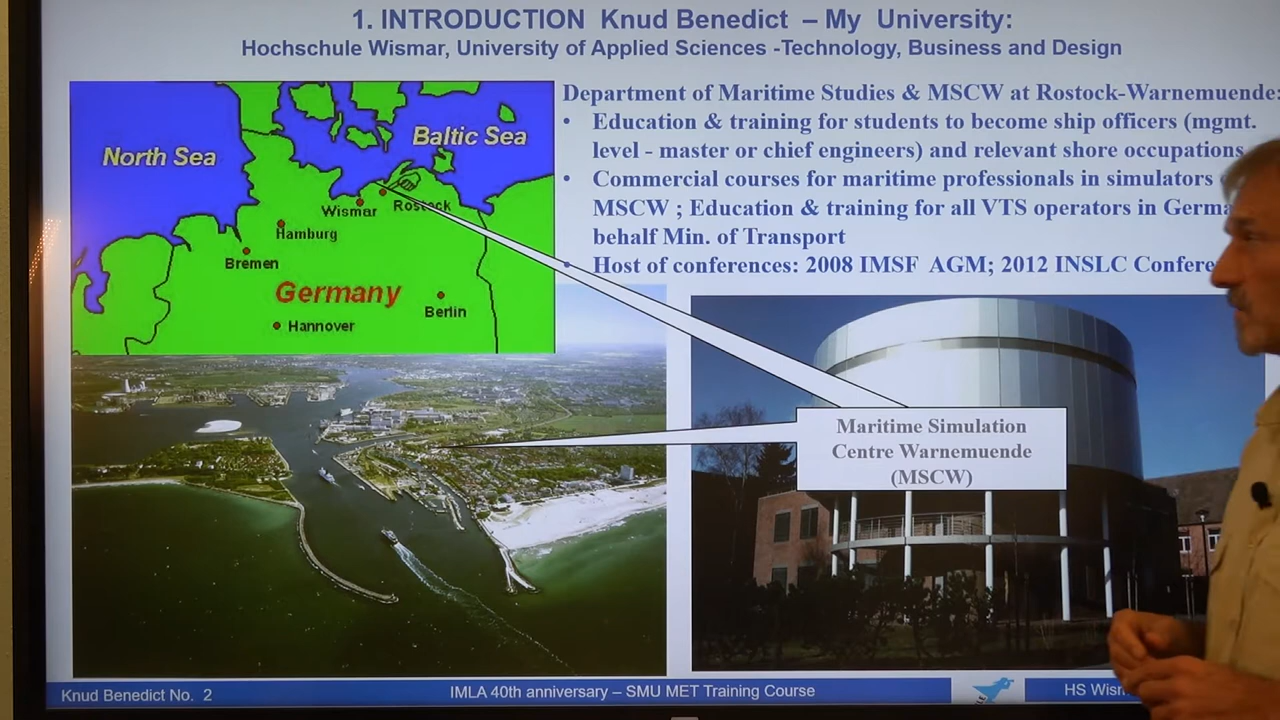 1. INTRODUCTION Knud Benedict – My University:
Hochschule Wismar, University of Applied Sciences -Technology, Business and Design
Department of Maritime Studies & MSCW at Rostock-Warnemuende:
• Education & training for students to become ship officers (mgmt.
level - master or chief engineers) and relevant shore occupations
• Commercial courses for maritime professionals in simulators
MSCW ; Education & training for all VTS operators in
behalf Min. of Transport
• Host of conferences: 2008 IMSF AGM; 2012 INSLC
North Sea
Baltic Sea
Wismar
Rostock
Hamburg
Bremen
Germany
Berlin
Hannover
Maritime Simulation
Centre Warnemuende
(MSCW)
Knud Benedict No. 2
IMLA 40th anniversary – SMU MET Training Course
HS